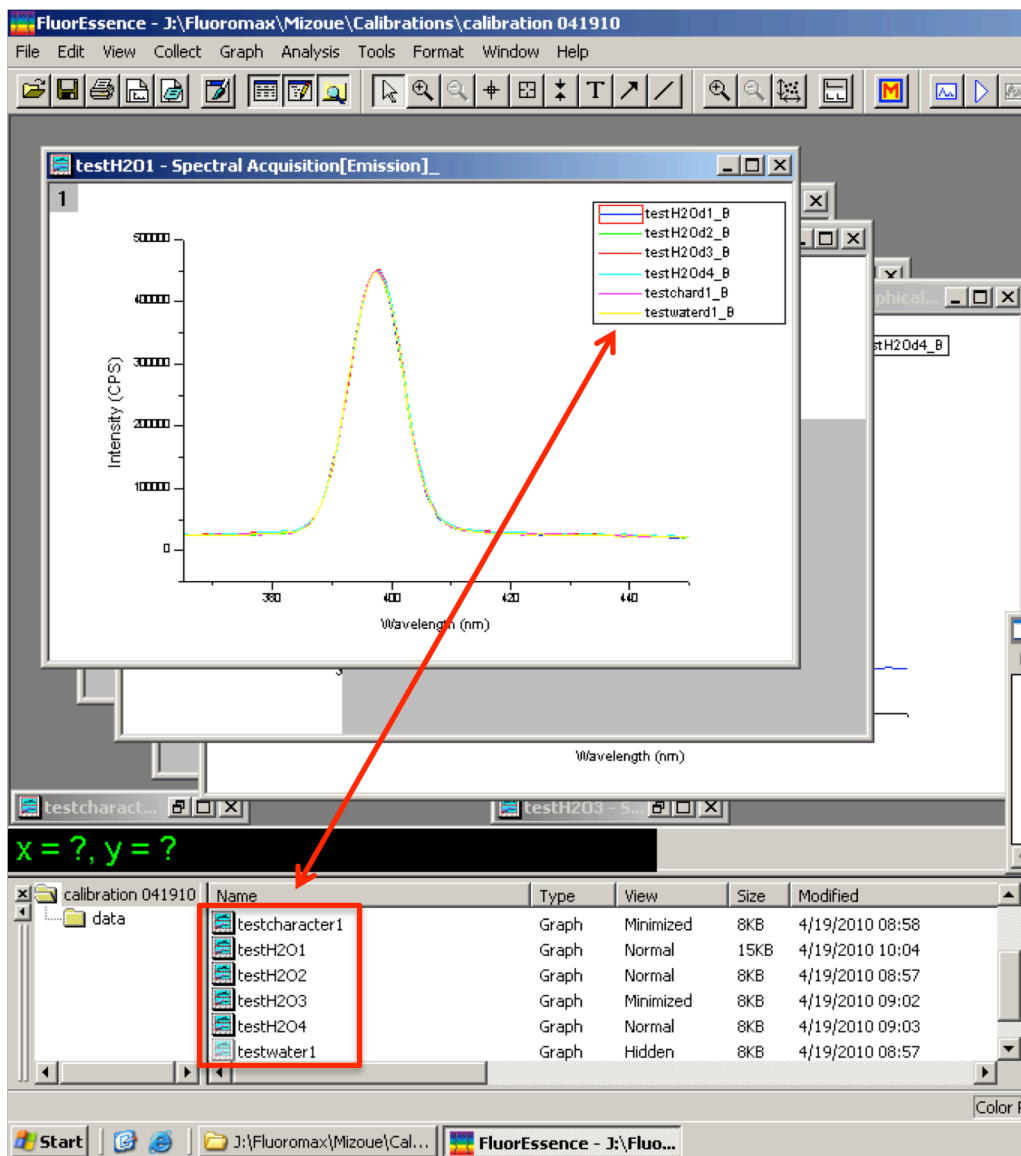 FluorEssence - J:\Fluoromax\Mizoue\Calibrations\calibration 041910
File Edit View Collect Graph Analysis Tools Format Window Help
testH2O1 - Spectral Acquisition[Emission]_
1
testH2Od1_B
testH2Od2_B
testH2Od3_B
testH2Od4_B
testchard1_B
testwaterd1_B
phical...
stH2Od4_B
500000
400000
300000
200000
100000
0
Intensity (CPS)
380 400 420 440
Wavelength (nm)
Wavelength (nm)
testcharact... testH2O3 - S...
x = ?, y = ?
calibration 041910 Name Type View Size Modified
data testcharacter1 Graph Minimized 8KB 4/19/2010 08:58
testH2O1 Graph Normal 15KB 4/19/2010 10:04
testH2O2 Graph Normal 8KB 4/19/2010 08:57
testH2O3 Graph Minimized 8KB 4/19/2010 09:02
testH2O4 Graph Normal 8KB 4/19/2010 09:03
testwater1 Graph Hidden 8KB 4/19/2010 08:57
Color
Start J:\Fluoromax\Mizoue\Cal... FluorEssence - J:\Fluo...